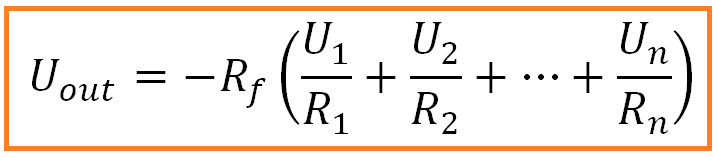 U_out = −R_f (U_1/R_1 + U_2/R_2 + ⋯ + U_n/R_n)